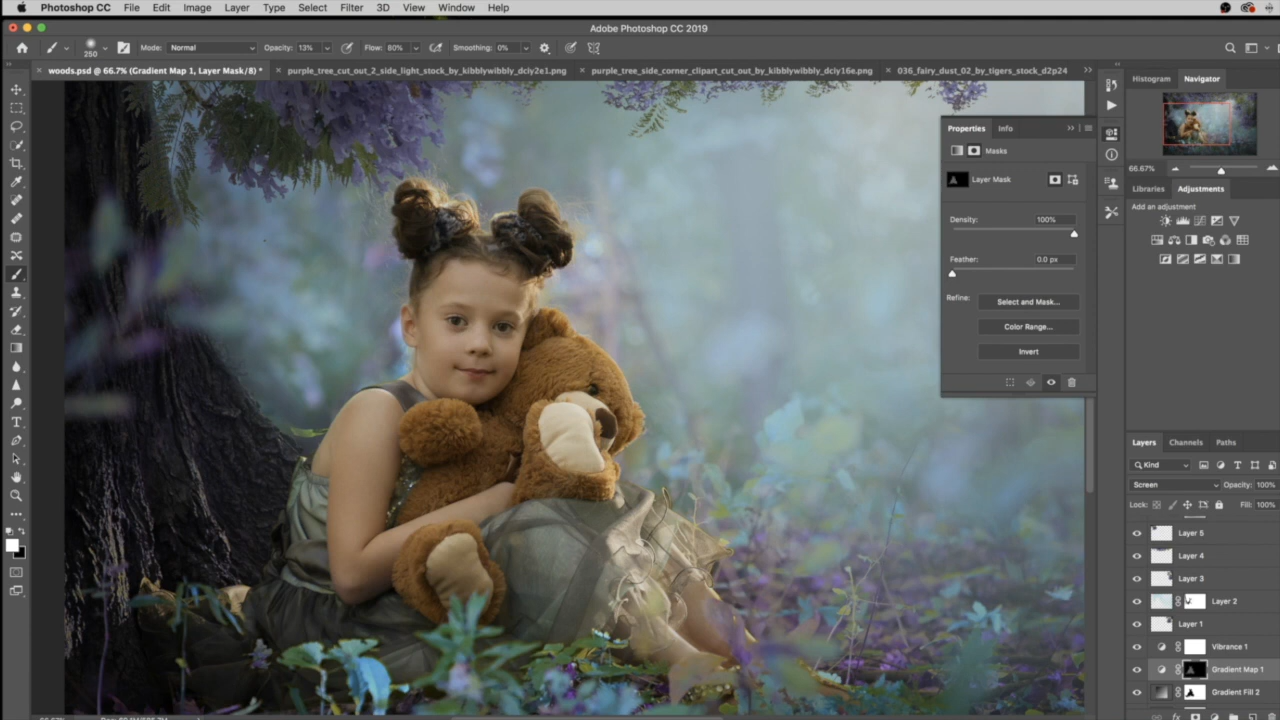 Photoshop CC File Edit Image Layer Type Select Filter 3D View Window Help
Adobe Photoshop CC 2019
250 Mode: Normal Opacity: 13% Flow: 80% Smoothing: 0%
woods.psd @ 66.7% (Gradient Map 1, Layer Mask/8) * purple_tree_cut_out_2_side_light_stock_by_kibblywibbly_dciy2e1.png purple_tree_side_corner_clipart_cut_out_by_kibblywibbly_dciy16e.png 036_fairy_dust_02_by_tigers_stock_d2p24
Histogram Navigator
Properties Info
Masks
Layer Mask
Density: 100%
Feather: 0.0 px
Refine: Select and Mask...
Color Range...
Invert
66.67%
Libraries Adjustments
Add an adjustment
Layers Channels Paths
Kind
Screen Opacity: 100%
Lock: Fill: 100%
Layer 5
Layer 4
Layer 3
Layer 2
Layer 1
Vibrance 1
Gradient Map 1
Gradient Fill 2